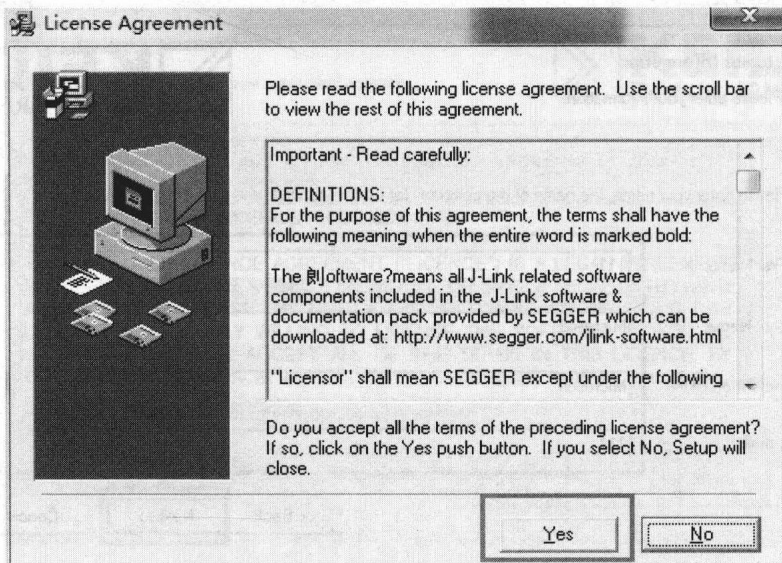 License Agreement
Please read the following license agreement. Use the scroll bar
to view the rest of this agreement.
Important - Read carefully:
DEFINITIONS:
For the purpose of this agreement, the terms shall have the
following meaning when the entire word is marked bold:
The 剆oftware?means all J-Link related software
components included in the J-Link software &
documentation pack provided by SEGGER which can be
downloaded at: http://www.segger.com/jlink-software.html
"Licensor" shall mean SEGGER except under the following
Do you accept all the terms of the preceding license agreement?
If so, click on the Yes push button. If you select No, Setup will
close.
Yes
No